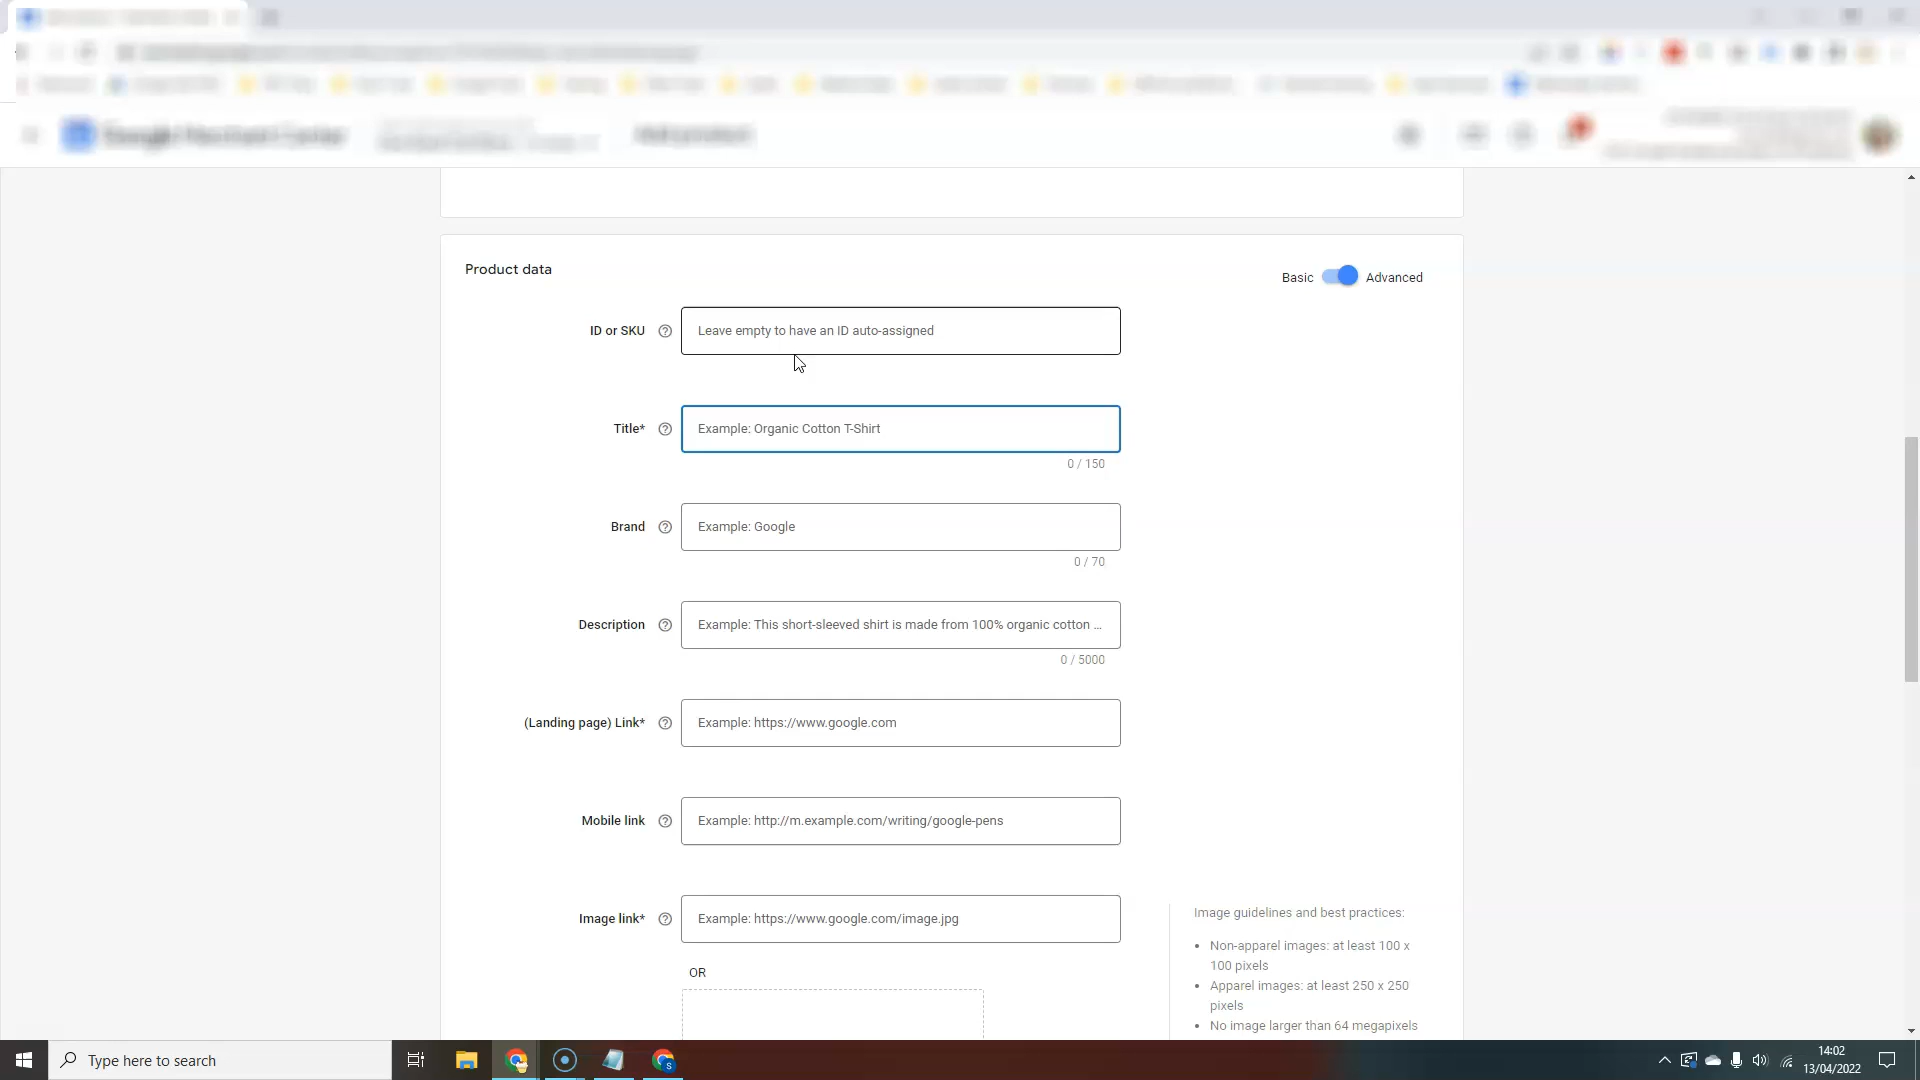 Google Merchant Center
Add product
Product data
Basic
Advanced
ID or SKU
Leave empty to have an ID auto-assigned
Title*
Example: Organic Cotton T-Shirt
0 / 150
Brand
Example: Google
0 / 70
Description
Example: This short-sleeved shirt is made from 100% organic cotton ...
0 / 5000
(Landing page) Link*
Example: https://www.google.com
Mobile link
Example: http://m.example.com/writing/google-pens
Image link*
Example: https://www.google.com/image.jpg
OR
Image guidelines and best practices:
• Non-apparel images: at least 100 x
100 pixels
• Apparel images: at least 250 x 250
pixels
• No image larger than 64 megapixels
Type here to search
S
14:02
13/04/2022